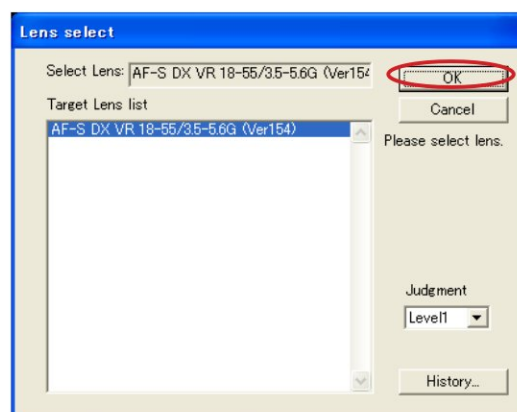 Lens select
Select Lens: AF-S DX VR 18-55/3.5-5.6G (Ver154
OK
Target Lens list
Cancel
AF-S DX VR 18-55/3.5-5.6G (Ver154)
Please select lens.
Judgment
Level1
History...